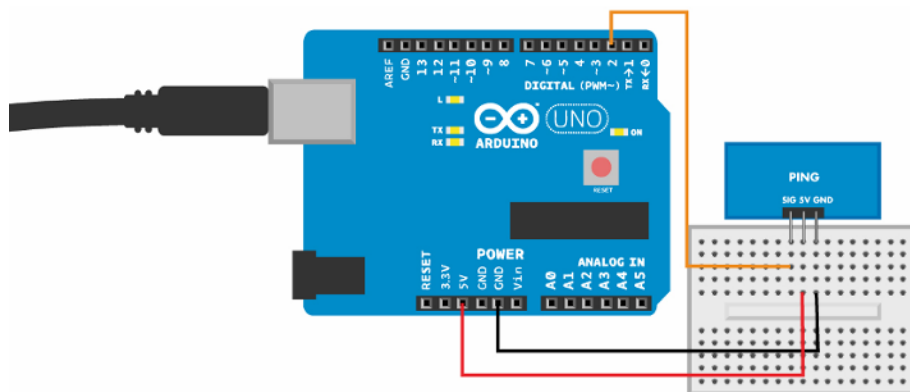 AREF
GND
13
12
~11
~10
~9
8
7
~6
~5
4
~3
2
TX→1
RX←0
DIGITAL (PWM~)
L
TX
RX
UNO
ARDUINO
ON
RESET
PING
SIG 5V GND
POWER
ANALOG IN
RESET
3.3V
5V
GND
GND
Vin
A0
A1
A2
A3
A4
A5